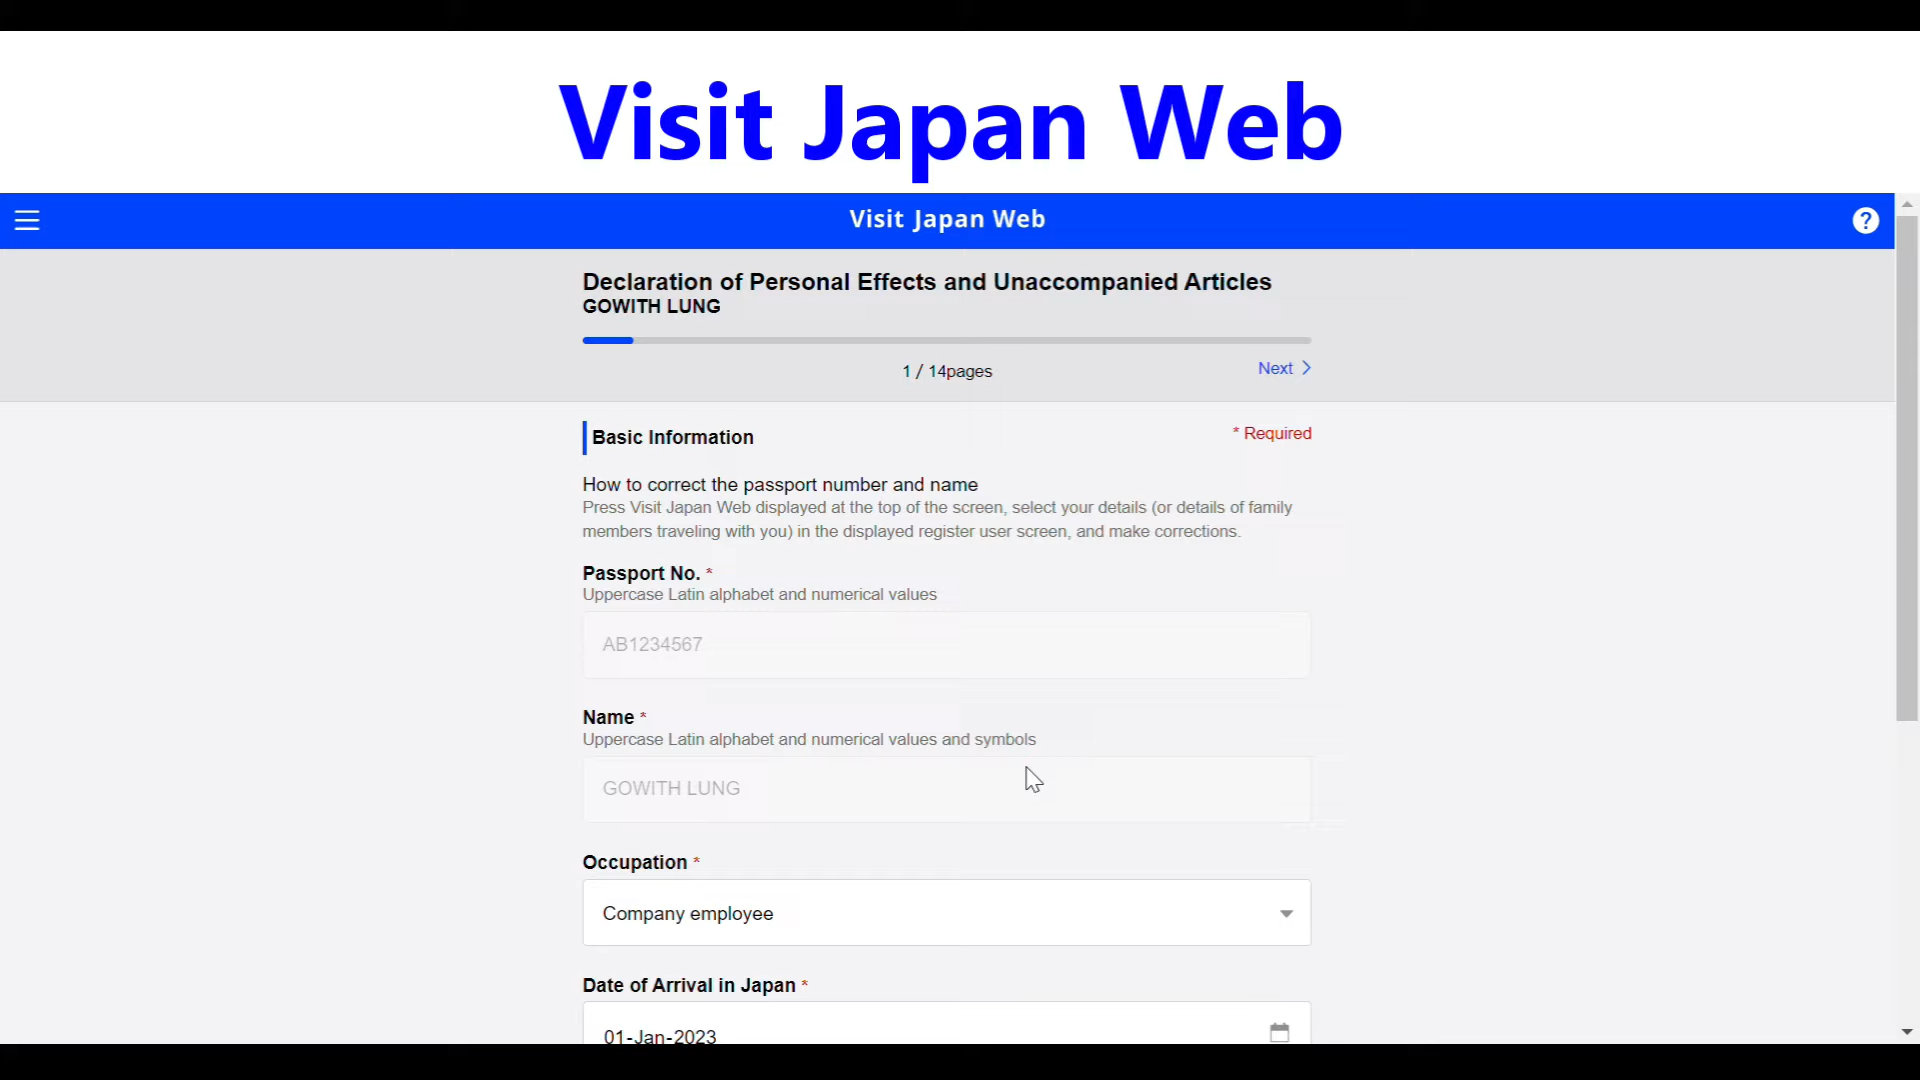 Visit Japan Web
Visit Japan Web
?
Declaration of Personal Effects and Unaccompanied Articles
GOWITH LUNG
1 / 14pages
Next
Basic Information
* Required
How to correct the passport number and name
Press Visit Japan Web displayed at the top of the screen, select your details (or details of family
members traveling with you) in the displayed register user screen, and make corrections.
Passport No. *
Uppercase Latin alphabet and numerical values
AB1234567
Name *
Uppercase Latin alphabet and numerical values and symbols
GOWITH LUNG
Occupation *
Company employee
Date of Arrival in Japan *
01-Jan-2023